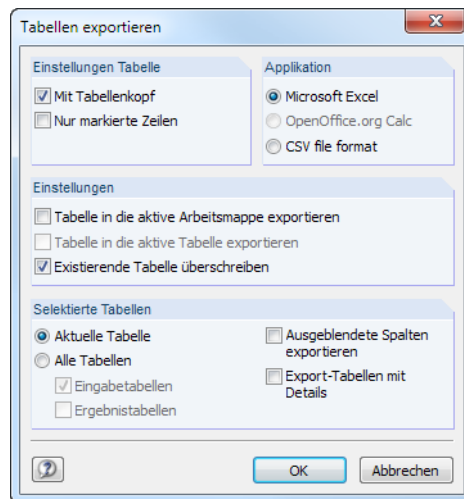 Tabellen exportieren
Einstellungen Tabelle
Mit Tabellenkopf
Nur markierte Zeilen
Applikation
Microsoft Excel
OpenOffice.org Calc
CSV file format
Einstellungen
Tabelle in die aktive Arbeitsmappe exportieren
Tabelle in die aktive Tabelle exportieren
Existierende Tabelle überschreiben
Selektierte Tabellen
Aktuelle Tabelle
Alle Tabellen
Eingabetabellen
Ergebnistabellen
Ausgeblendete Spalten
exportieren
Export-Tabellen mit
Details
OK
Abbrechen